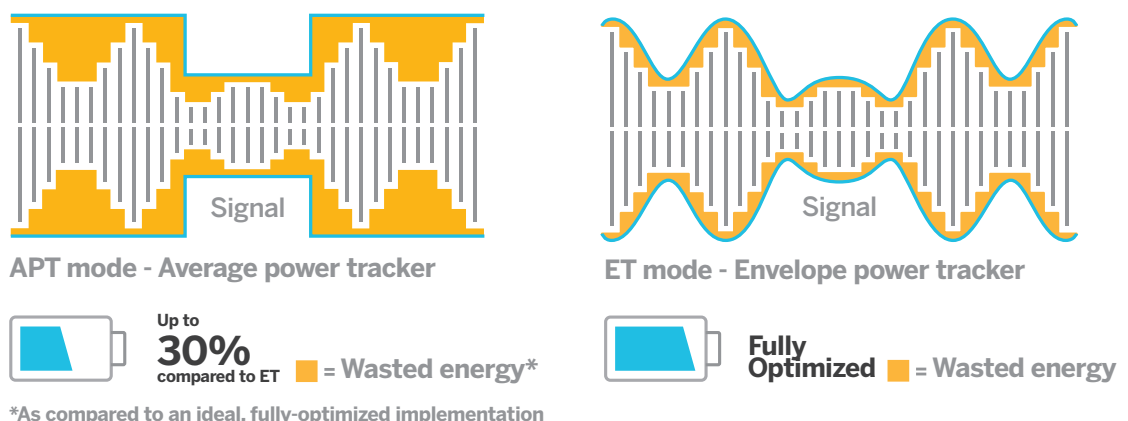 Signal
APT mode - Average power tracker
Up to
30%
compared to ET
= Wasted energy*
*As compared to an ideal, fully-optimized implementation
Signal
ET mode - Envelope power tracker
Fully
Optimized
= Wasted energy